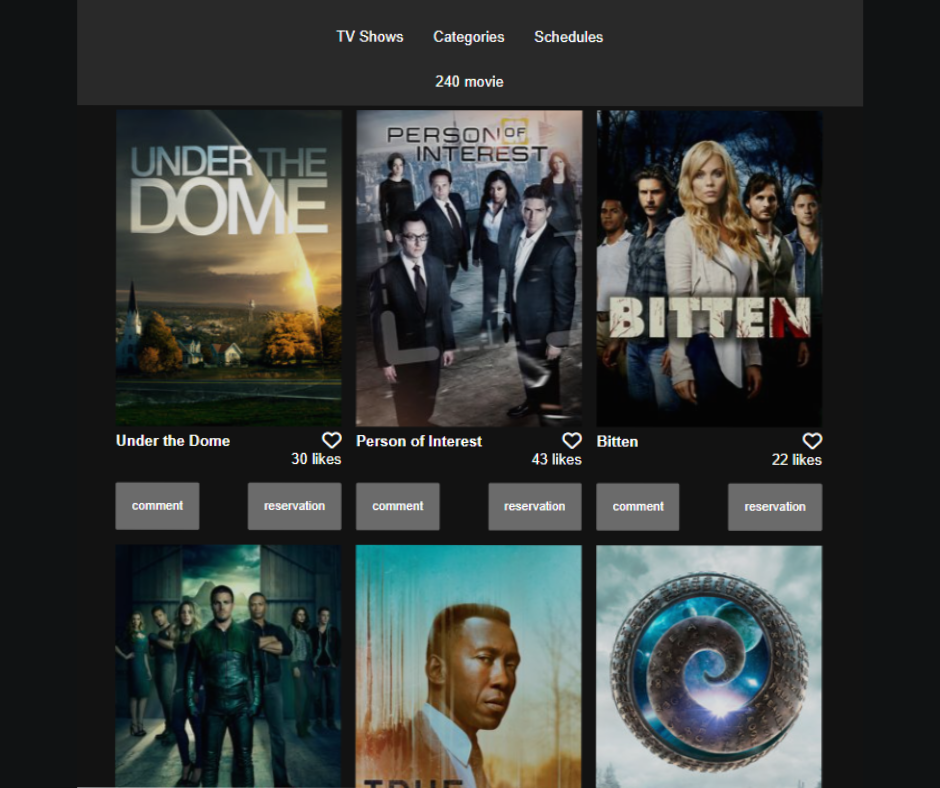 TV Shows Categories Schedules
240 movie
UNDER THE
DOME
PERSON OF
INTEREST
BITTEN
Under the Dome
30 likes
Person of Interest
43 likes
Bitten
22 likes
comment reservation comment reservation comment reservation
TRUE